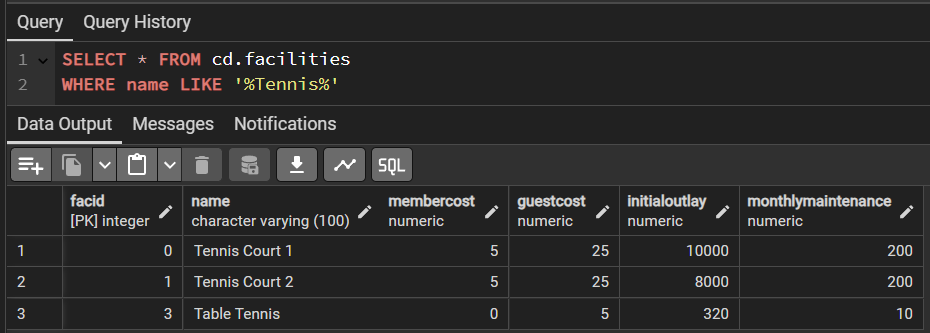 Query Query History
1 SELECT * FROM cd.facilities
2 WHERE name LIKE '%Tennis%'
Data Output Messages Notifications
SQL
facid name membercost guestcost initialoutlay monthlymaintenance
[PK] integer character varying (100) numeric numeric numeric numeric
1 0 Tennis Court 1 5 25 10000 200
2 1 Tennis Court 2 5 25 8000 200
3 3 Table Tennis 0 5 320 10